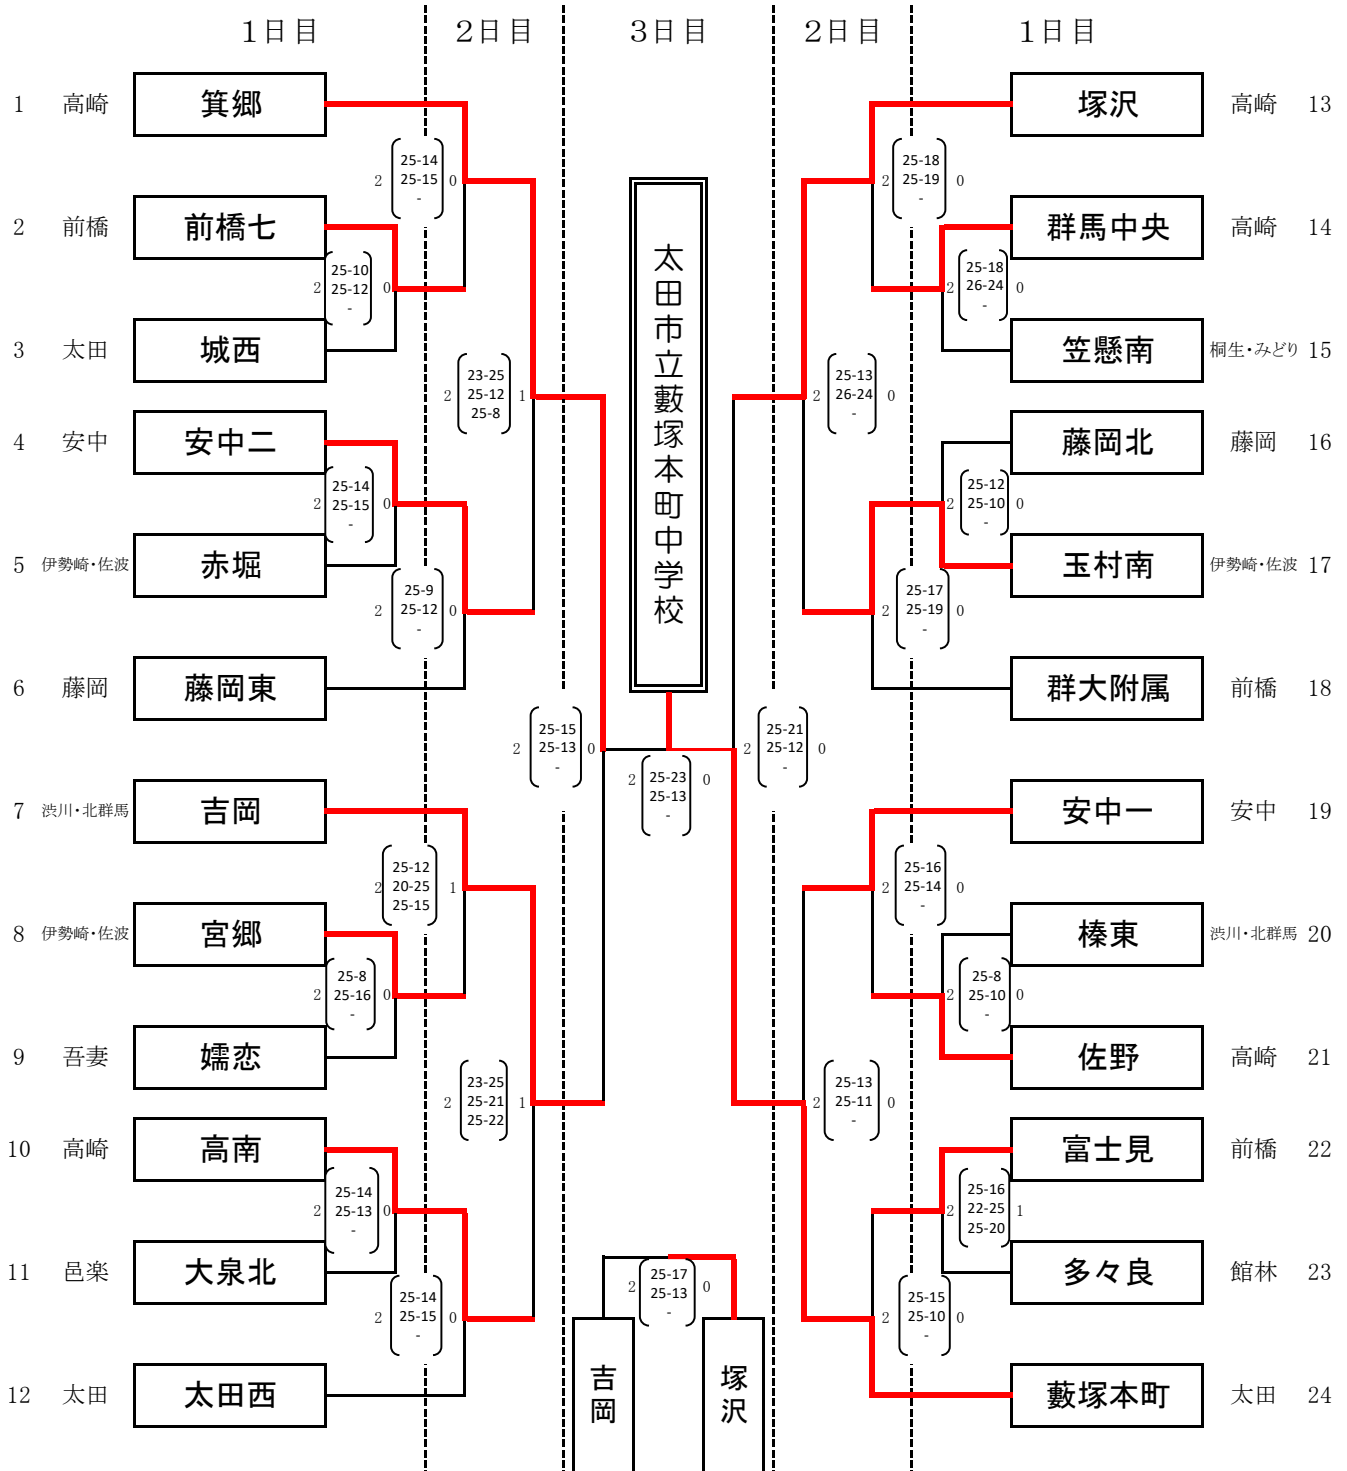 1日目 2日目 3日目 2日目 1日目
1 高崎 箕郷
2 前橋 前橋七
3 太田 城西
4 安中 安中二
5 伊勢崎・佐波 赤堀
6 藤岡 藤岡東
7 渋川・北群馬 吉岡
8 伊勢崎・佐波 宮郷
9 吾妻 嬬恋
10 高崎 高南
11 邑楽 大泉北
12 太田 太田西
2 25-14 0
25-15
-
2 25-10 0
25-12
-
2 23-25 1
25-12
25-8
2 25-14 0
25-15
-
2 25-9 0
25-12
-
2 25-15 0
25-13
-
2 25-12 1
20-25
25-15
2 25-8 0
25-16
-
2 23-25 1
25-21
25-22
2 25-14 0
25-13
-
2 25-14 0
25-15
-
太田市立藪塚本町中学校
2 25-23 0
25-13
-
2 25-17 0
25-13
-
吉岡
塚沢
塚沢 高崎 13
群馬中央 高崎 14
笠懸南 桐生・みどり 15
藤岡北 藤岡 16
玉村南 伊勢崎・佐波 17
群大附属 前橋 18
安中一 安中 19
榛東 渋川・北群馬 20
佐野 高崎 21
富士見 前橋 22
多々良 館林 23
藪塚本町 太田 24
2 25-18 0
25-19
-
2 25-18 0
26-24
-
2 25-13 0
26-24
-
2 25-12 0
25-10
-
2 25-17 0
25-19
-
2 25-21 0
25-12
-
2 25-16 0
25-14
-
2 25-8 0
25-10
-
2 25-13 0
25-11
-
2 25-16 1
22-25
25-20
2 25-15 0
25-10
-